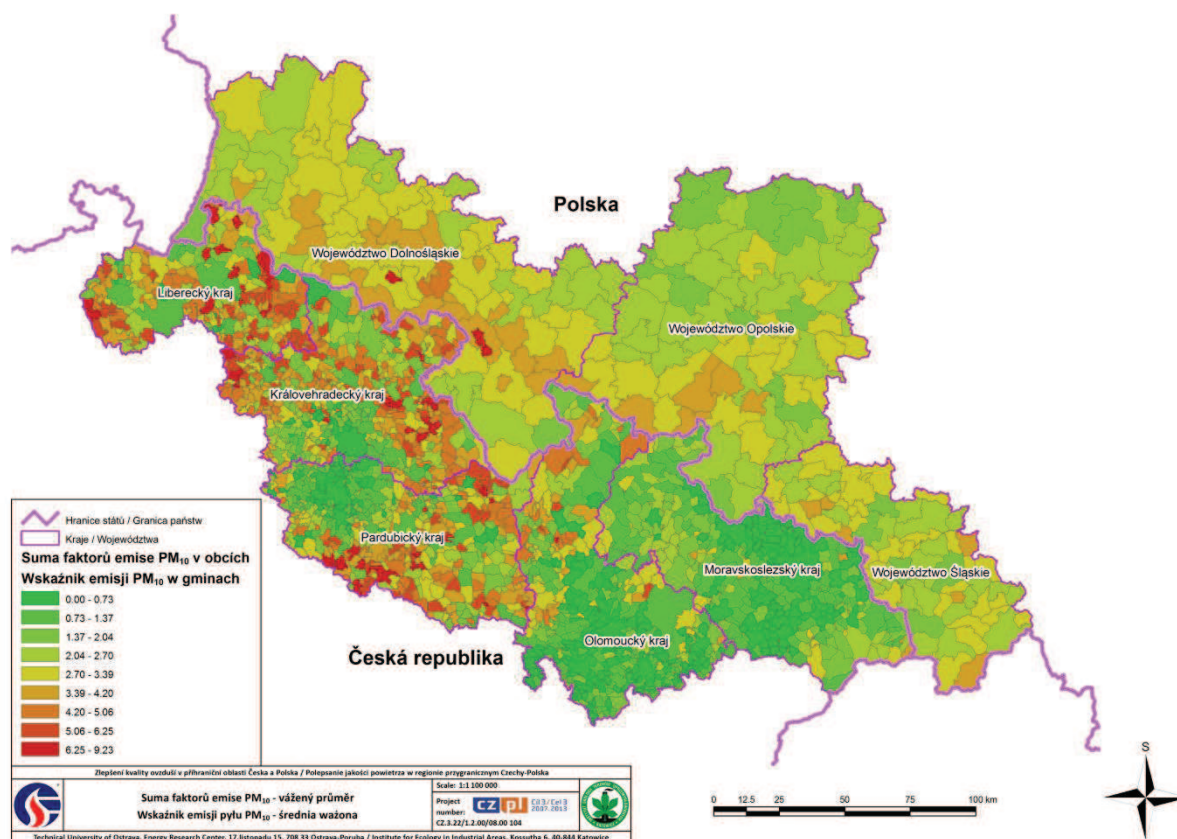 Polska
Województwo Dolnośląskie
Liberecký kraj
Województwo Opolskie
Královehradecký kraj
Pardubický kraj
Moravskoslezský kraj
Województwo Śląskie
Olomoucký kraj
Česká republika
Hranice států / Granica państw
Kraje / Województwa
Suma faktorů emise PM₁₀ v obcích
Wskaźnik emisji PM₁₀ w gminach
0.00 - 0.73
0.73 - 1.37
1.37 - 2.04
2.04 - 2.70
2.70 - 3.39
3.39 - 4.20
4.20 - 5.06
5.06 - 6.25
6.25 - 9.23
Zlepšení kvality ovzduší v příhraniční oblasti Česka a Polska / Polepsanie jakości powietrza w regionie przygranicznym Czechy-Polska
Suma faktorů emise PM₁₀ - vážený průměr
Wskaźnik emisji pyłu PM₁₀ - średnia ważona
Scale: 1:1 100 000
Project number:
cz pl Cíl 3 / Cel 3 2007-2013
CZ.3.22/1.2.00/08.00 104
Technical University of Ostrava, Energy Research Center, 17.listopadu 15, 708 33 Ostrava-Poruba / Institute for Ecology in Industrial Areas, Kossutha 6, 40-844 Katowice
0 12.5 25 50 75 100 km
S